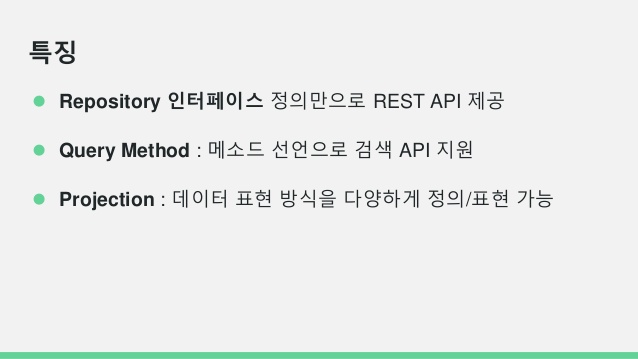 특징
● Repository 인터페이스 정의만으로 REST API 제공
● Query Method : 메소드 선언으로 검색 API 지원
● Projection : 데이터 표현 방식을 다양하게 정의/표현 가능